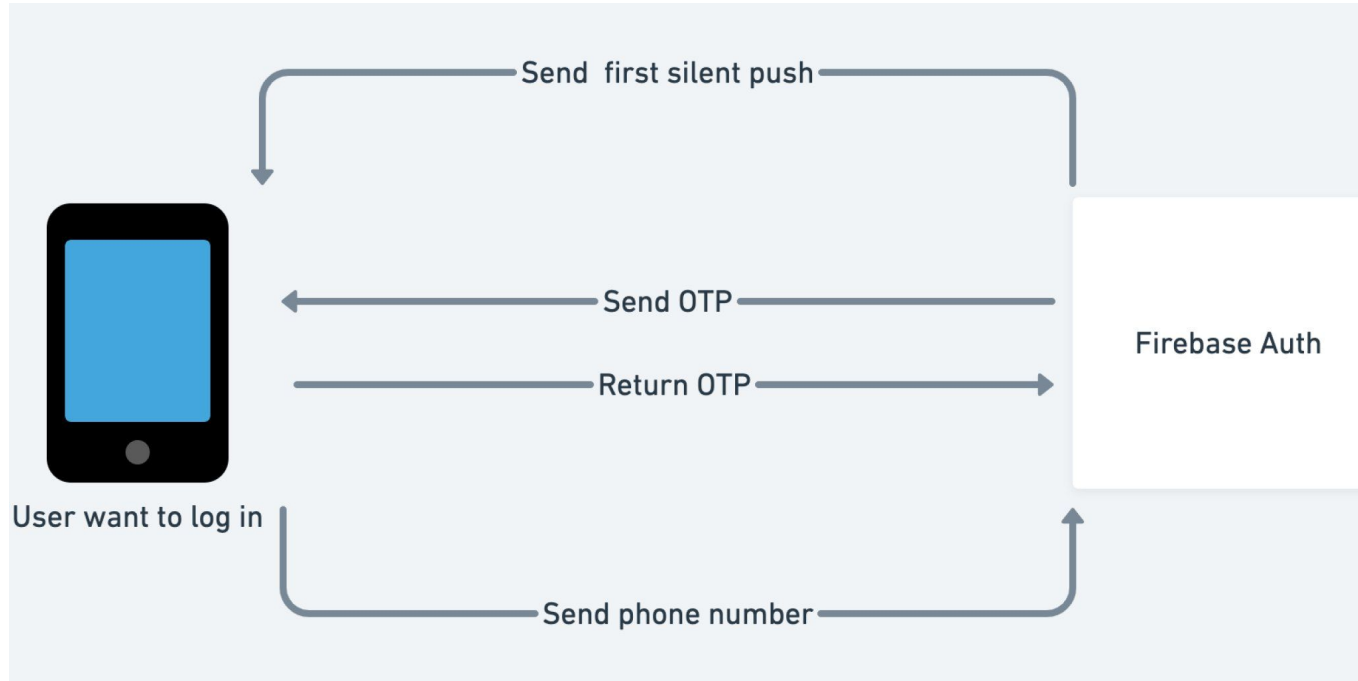 Send first silent push
Send OTP
Firebase Auth
Return OTP
User want to log in
Send phone number